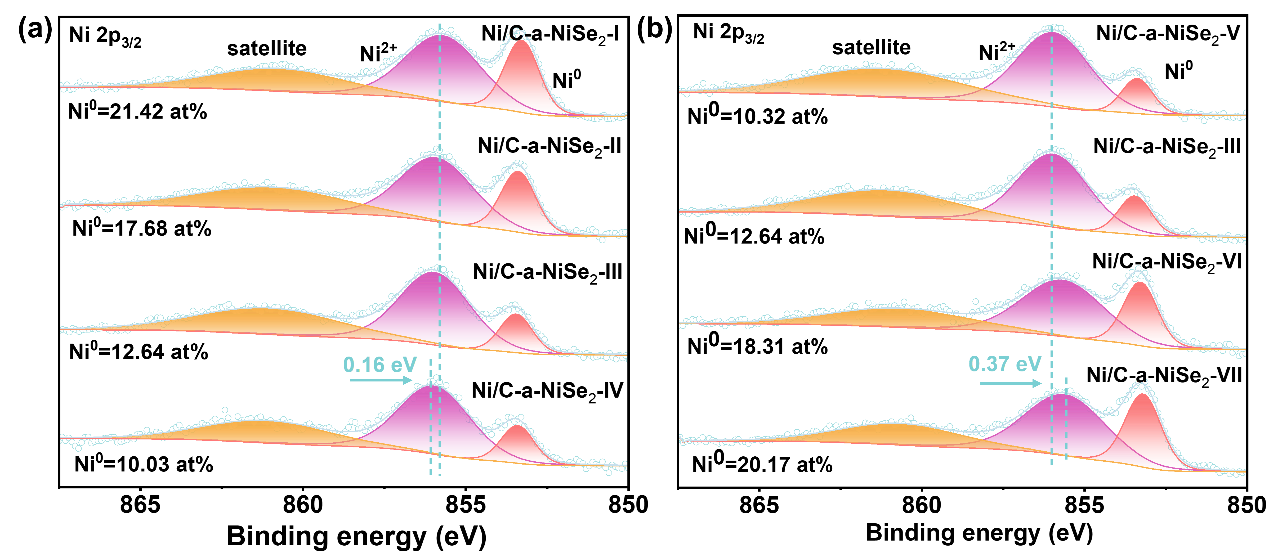 (a)
Ni 2p3/2
satellite
Ni2+
Ni/C-a-NiSe2-I
Ni0
Ni0=21.42 at%
Ni/C-a-NiSe2-II
Ni0=17.68 at%
Ni/C-a-NiSe2-III
Ni0=12.64 at%
0.16 eV
Ni/C-a-NiSe2-IV
Ni0=10.03 at%
865
860
855
850
Binding energy (eV)
(b)
Ni 2p3/2
satellite
Ni2+
Ni/C-a-NiSe2-V
Ni0
Ni0=10.32 at%
Ni/C-a-NiSe2-III
Ni0=12.64 at%
Ni/C-a-NiSe2-VI
Ni0=18.31 at%
0.37 eV
Ni/C-a-NiSe2-VII
Ni0=20.17 at%
865
860
855
850
Binding energy (eV)